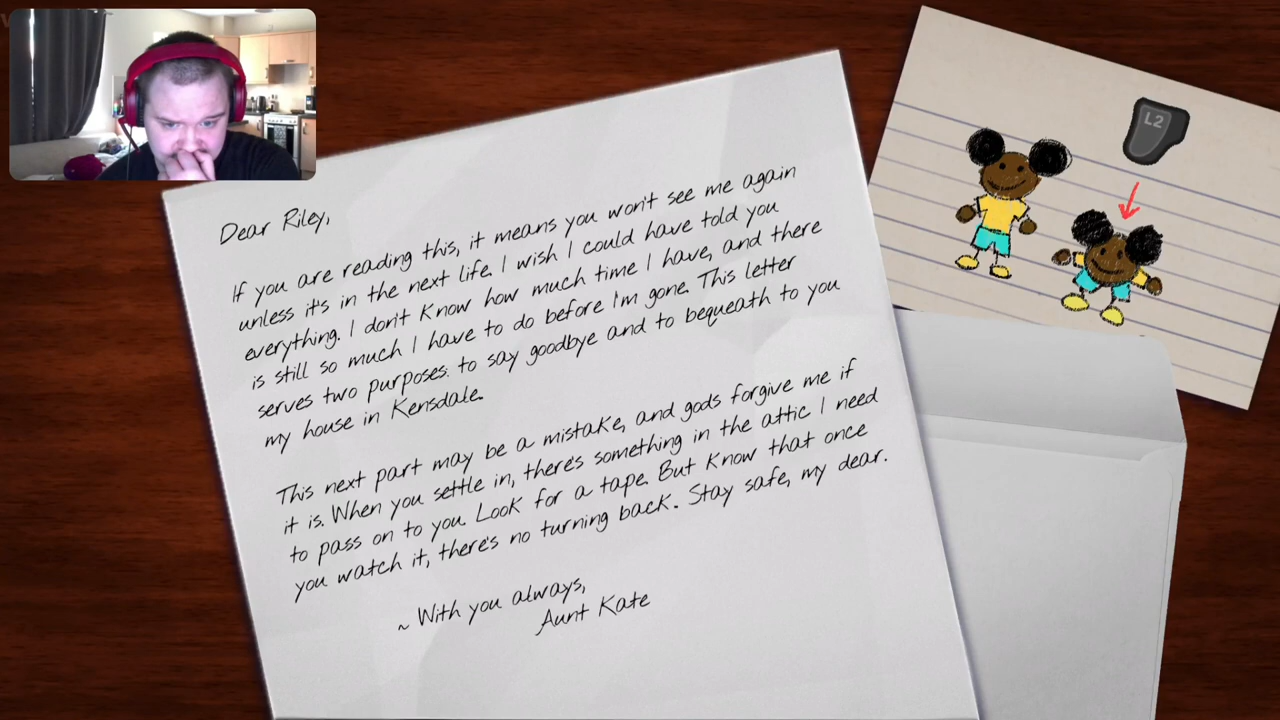 L2
Dear Riley,
If you are reading this, it means you won't see me again
unless it's in the next life. I wish I could have told you
everything. I don't know how much time I have, and there
is still so much I have to do before I'm gone. This letter
serves two purposes: to say goodbye and to bequeath to you
my house in Kensdale.
This next part may be a mistake, and gods forgive me if
it is. When you settle in, there's something in the attic I need
to pass on to you. Look for a tape. But know that once
you watch it, there's no turning back. Stay safe, my dear.
~ With you always,
Aunt Kate